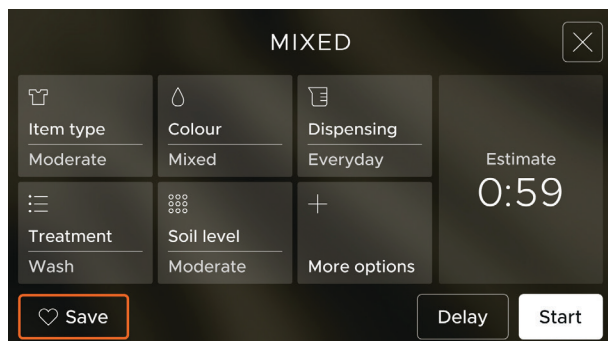 MIXED
Item type
Moderate
Colour
Mixed
Dispensing
Everyday
Estimate
0:59
Treatment
Wash
Soil level
Moderate
More options
Save
Delay
Start